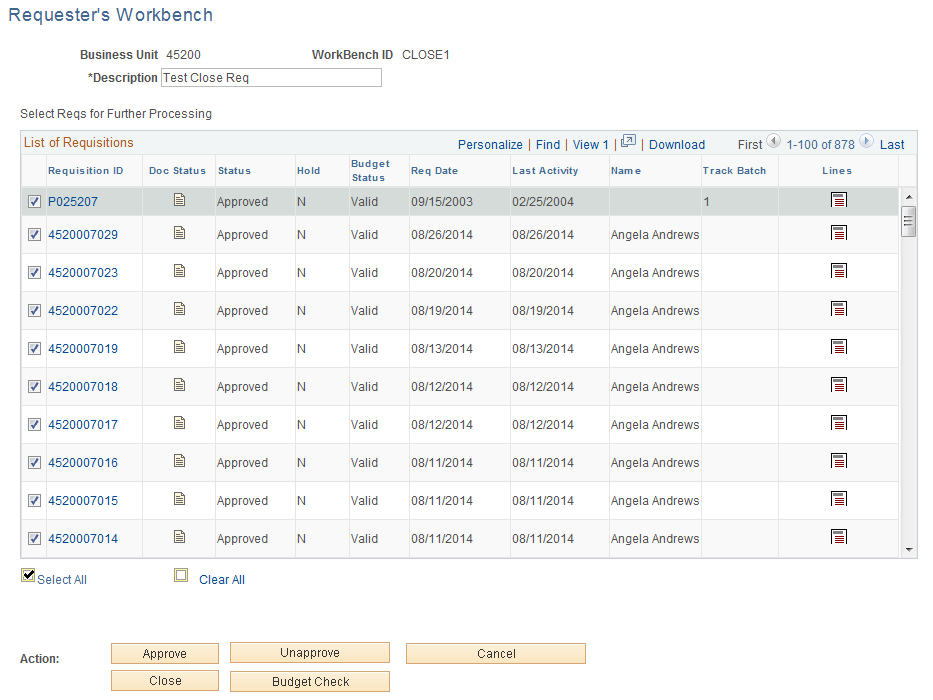 Requester's Workbench
Business Unit 45200 WorkBench ID CLOSE1
*Description Test Close Req
Select Reqs for Further Processing
List of Requisitions Personalize | Find | View 1 | | Download First 1-100 of 878 Last
Requisition ID Doc Status Status Hold Budget Status Req Date Last Activity Name Track Batch Lines
P025207 Approved N Valid 09/15/2003 02/25/2004 1
4520007029 Approved N Valid 08/26/2014 08/26/2014 Angela Andrews
4520007023 Approved N Valid 08/20/2014 08/20/2014 Angela Andrews
4520007022 Approved N Valid 08/19/2014 08/19/2014 Angela Andrews
4520007019 Approved N Valid 08/13/2014 08/13/2014 Angela Andrews
4520007018 Approved N Valid 08/12/2014 08/12/2014 Angela Andrews
4520007017 Approved N Valid 08/12/2014 08/12/2014 Angela Andrews
4520007016 Approved N Valid 08/11/2014 08/11/2014 Angela Andrews
4520007015 Approved N Valid 08/11/2014 08/11/2014 Angela Andrews
4520007014 Approved N Valid 08/11/2014 08/11/2014 Angela Andrews
Select All Clear All
Action: Approve Unapprove Cancel
Close Budget Check